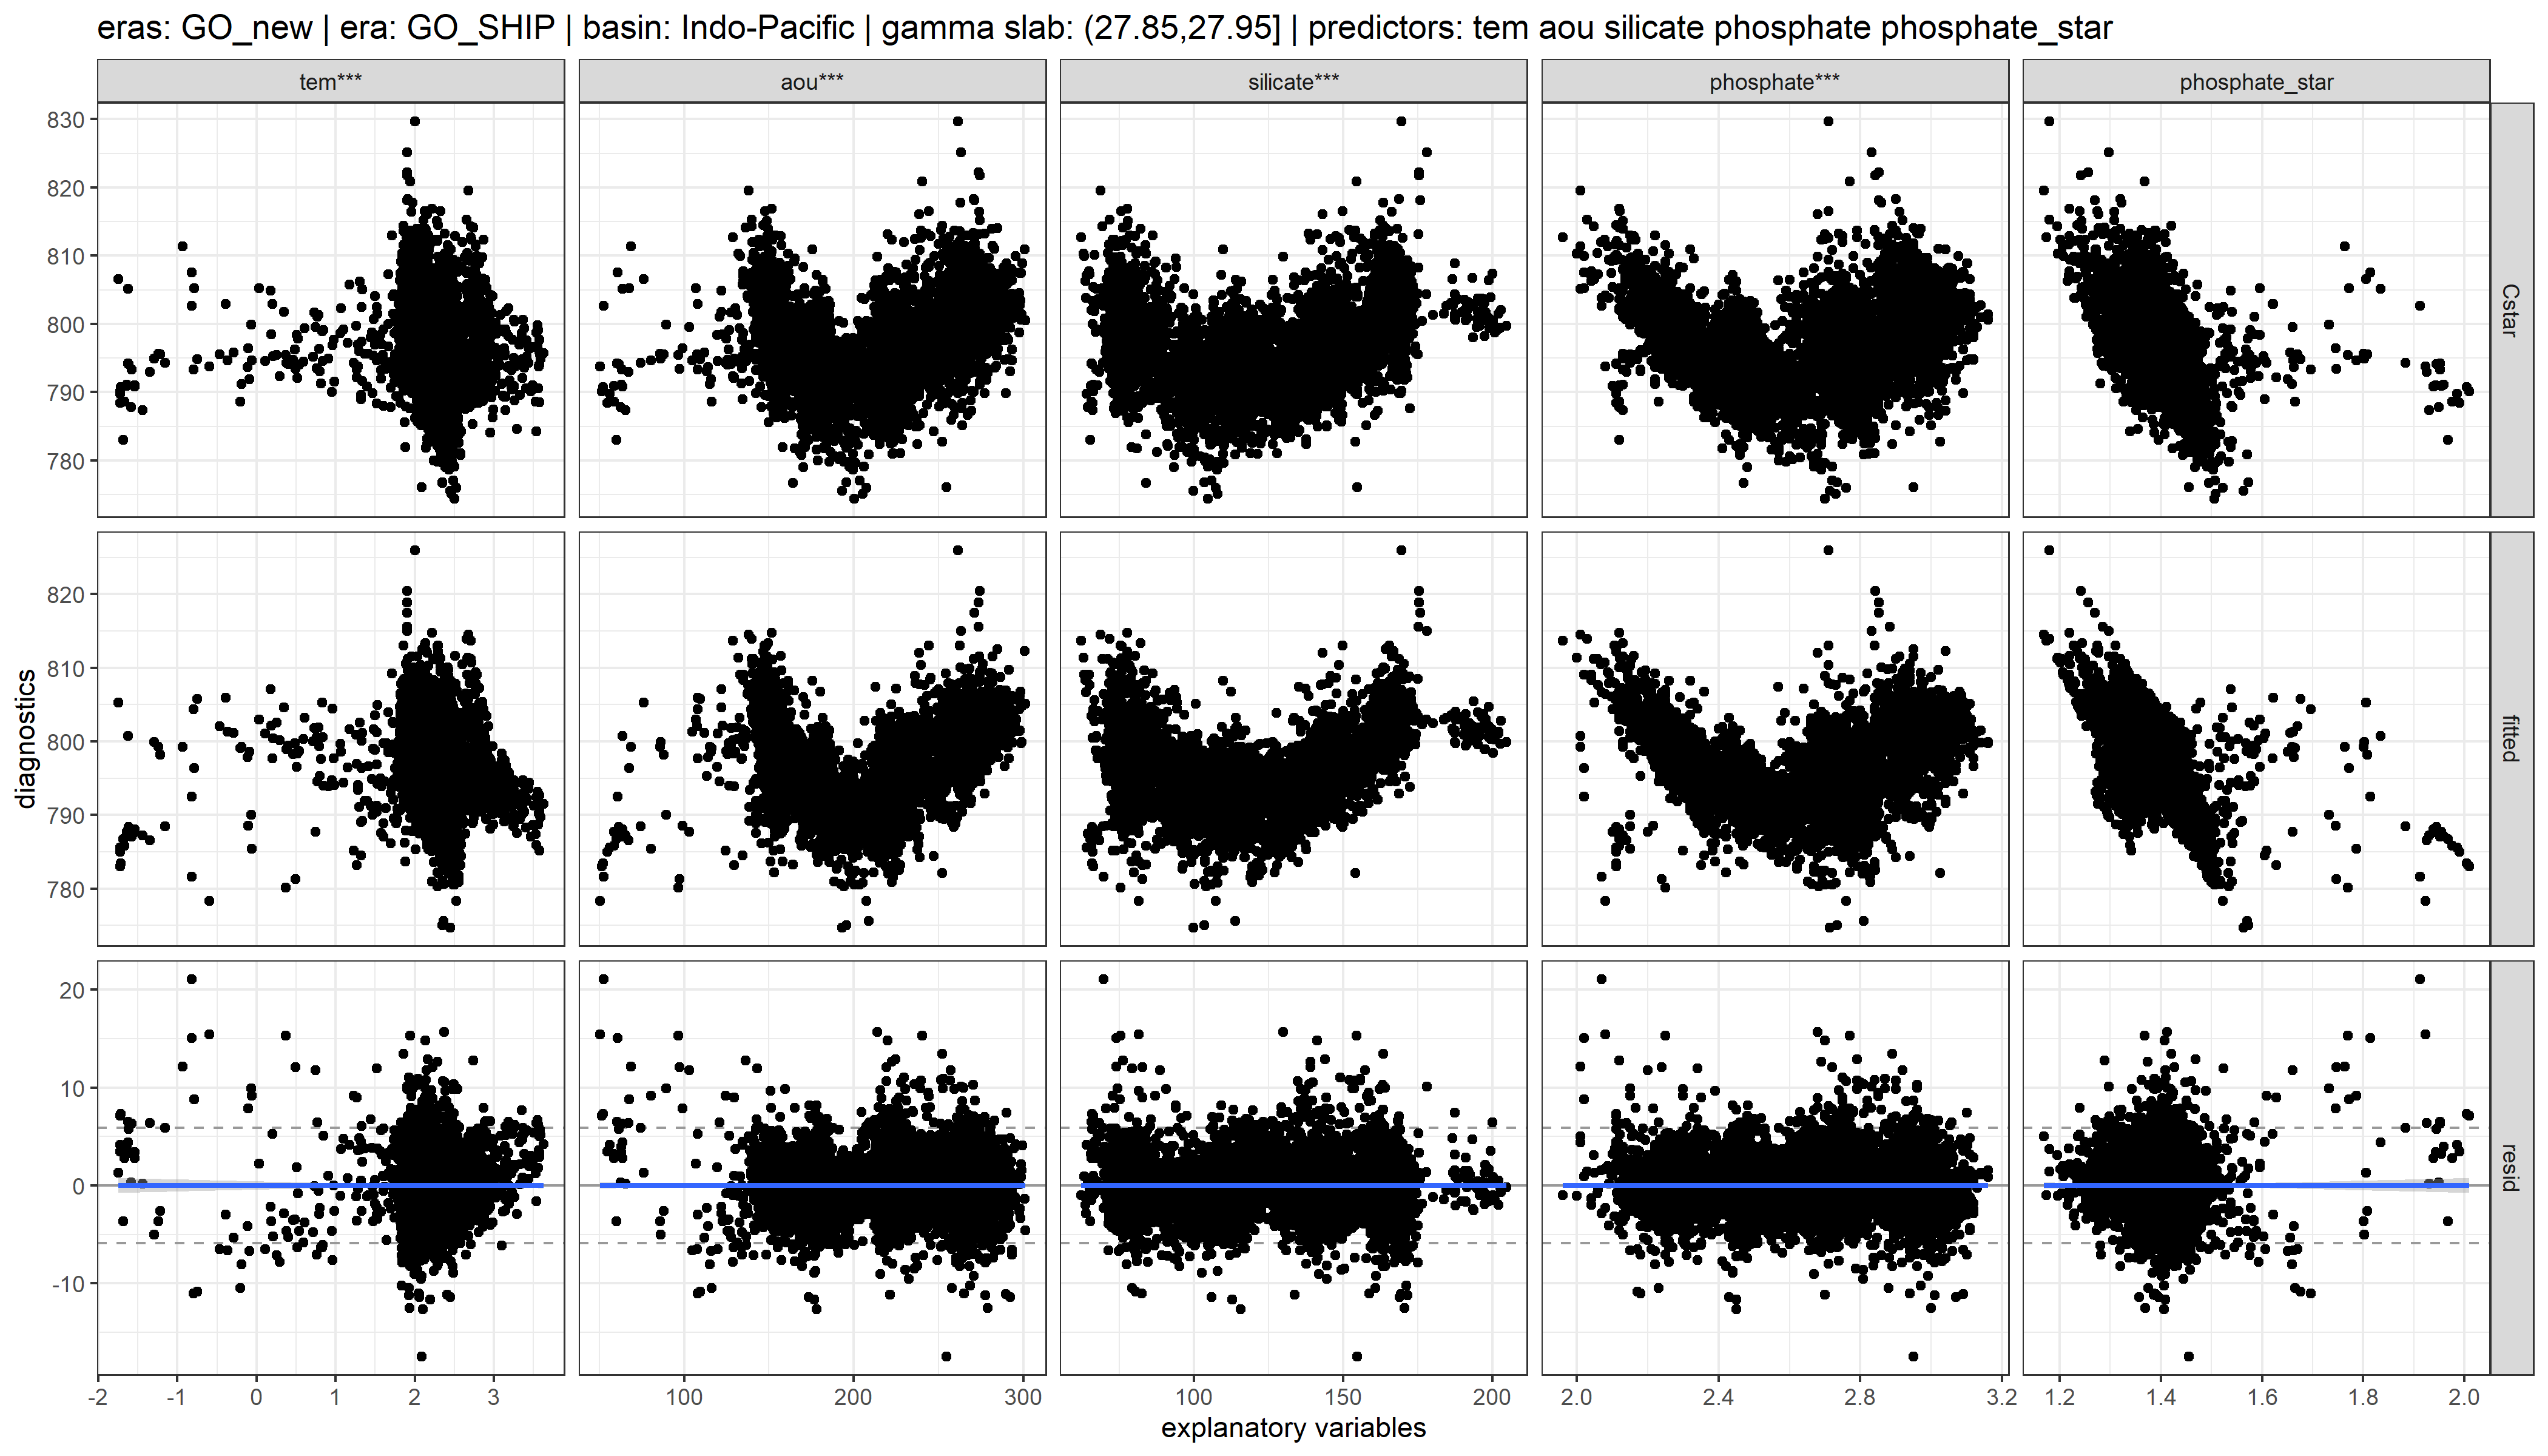 eras: GO_new | era: GO_SHIP | basin: Indo-Pacific | gamma slab: (27.85,27.95] | predictors: tem aou silicate phosphate phosphate_star
tem*** aou*** silicate*** phosphate*** phosphate_star
830
820
810
800
790
780
Cstar
820
810
800
790
780
fitted
diagnostics
20
10
0
-10
resid
-2 -1 0 1 2 3 100 200 300 100 150 200 2.0 2.4 2.8 3.2 1.2 1.4 1.6 1.8 2.0
explanatory variables